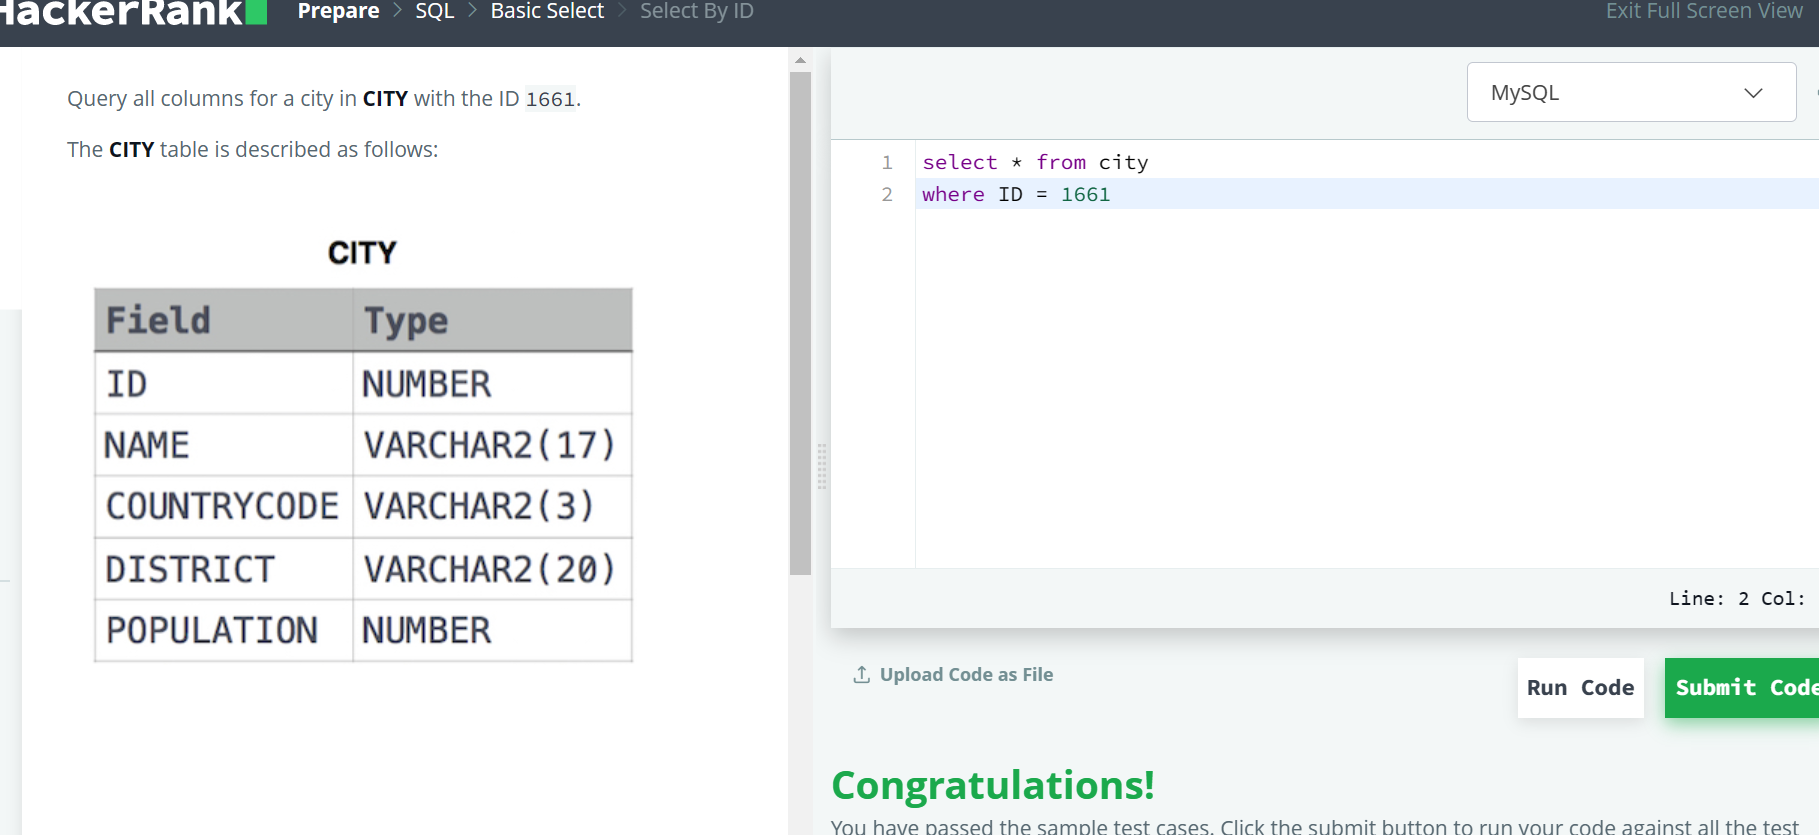 HackerRank
Prepare > SQL > Basic Select > Select By ID
Exit Full Screen View
Query all columns for a city in CITY with the ID 1661.
The CITY table is described as follows:
CITY
Field Type
ID NUMBER
NAME VARCHAR2(17)
COUNTRYCODE VARCHAR2(3)
DISTRICT VARCHAR2(20)
POPULATION NUMBER
MySQL
1 select * from city
2 where ID = 1661
Line: 2 Col:
Upload Code as File
Run Code
Submit Code
Congratulations!
You have passed the sample test cases. Click the submit button to run your code against all the test